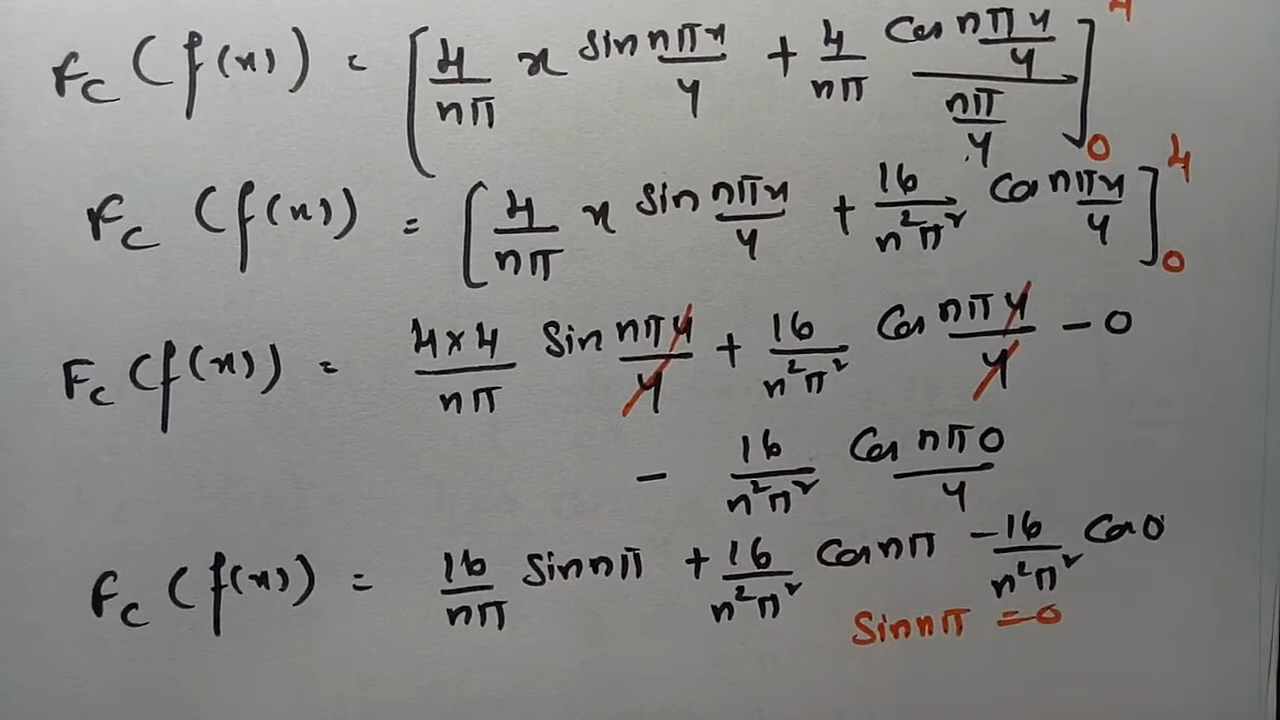 Fc (f(x)) = [4/nπ x sin nπx/4 + 4/nπ cos nπx/4 / nπ/4]₀⁴
Fc (f(x)) = [4/nπ x sin nπx/4 + 16/n²π² cos nπx/4]₀⁴
Fc (f(x)) = 4×4/nπ sin nπ4/4 + 16/n²π² cos nπ4/4 - 0
- 16/n²π² cos nπ0/4
Fc (f(x)) = 16/nπ sin nπ + 16/n²π² cos nπ - 16/n²π² cos 0
sin nπ = 0